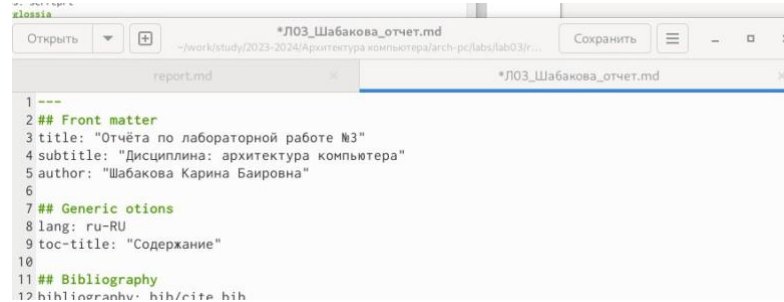 glossia
Открыть
*Л03_Шабакова_отчет.md
~/work/study/2023-2024/Архитектура компьютера/arch-pc/labs/lab03/r...
Сохранить
report.md
*Л03_Шабакова_отчет.md
1 ---
2 ## Front matter
3 title: "Отчёта по лабораторной работе №3"
4 subtitle: "Дисциплина: архитектура компьютера"
5 author: "Шабакова Карина Баировна"
6
7 ## Generic otions
8 lang: ru-RU
9 toc-title: "Содержание"
10
11 ## Bibliography
12 bibliography: bib/cite.bib